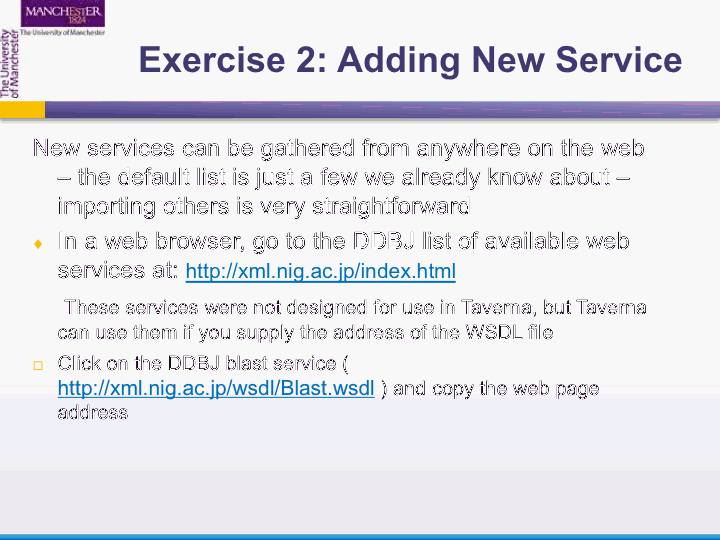 MANCHESTER
1824
The University of Manchester
The University
of Manchester
Exercise 2: Adding New Service
New services can be gathered from anywhere on the web
– the default list is just a few we already know about –
importing others is very straightforward
In a web browser, go to the DDBJ list of available web
services at: http://xml.nig.ac.jp/index.html
These services were not designed for use in Taverna, but Taverna
can use them if you supply the address of the WSDL file
Click on the DDBJ blast service (
http://xml.nig.ac.jp/wsdl/Blast.wsdl ) and copy the web page
address